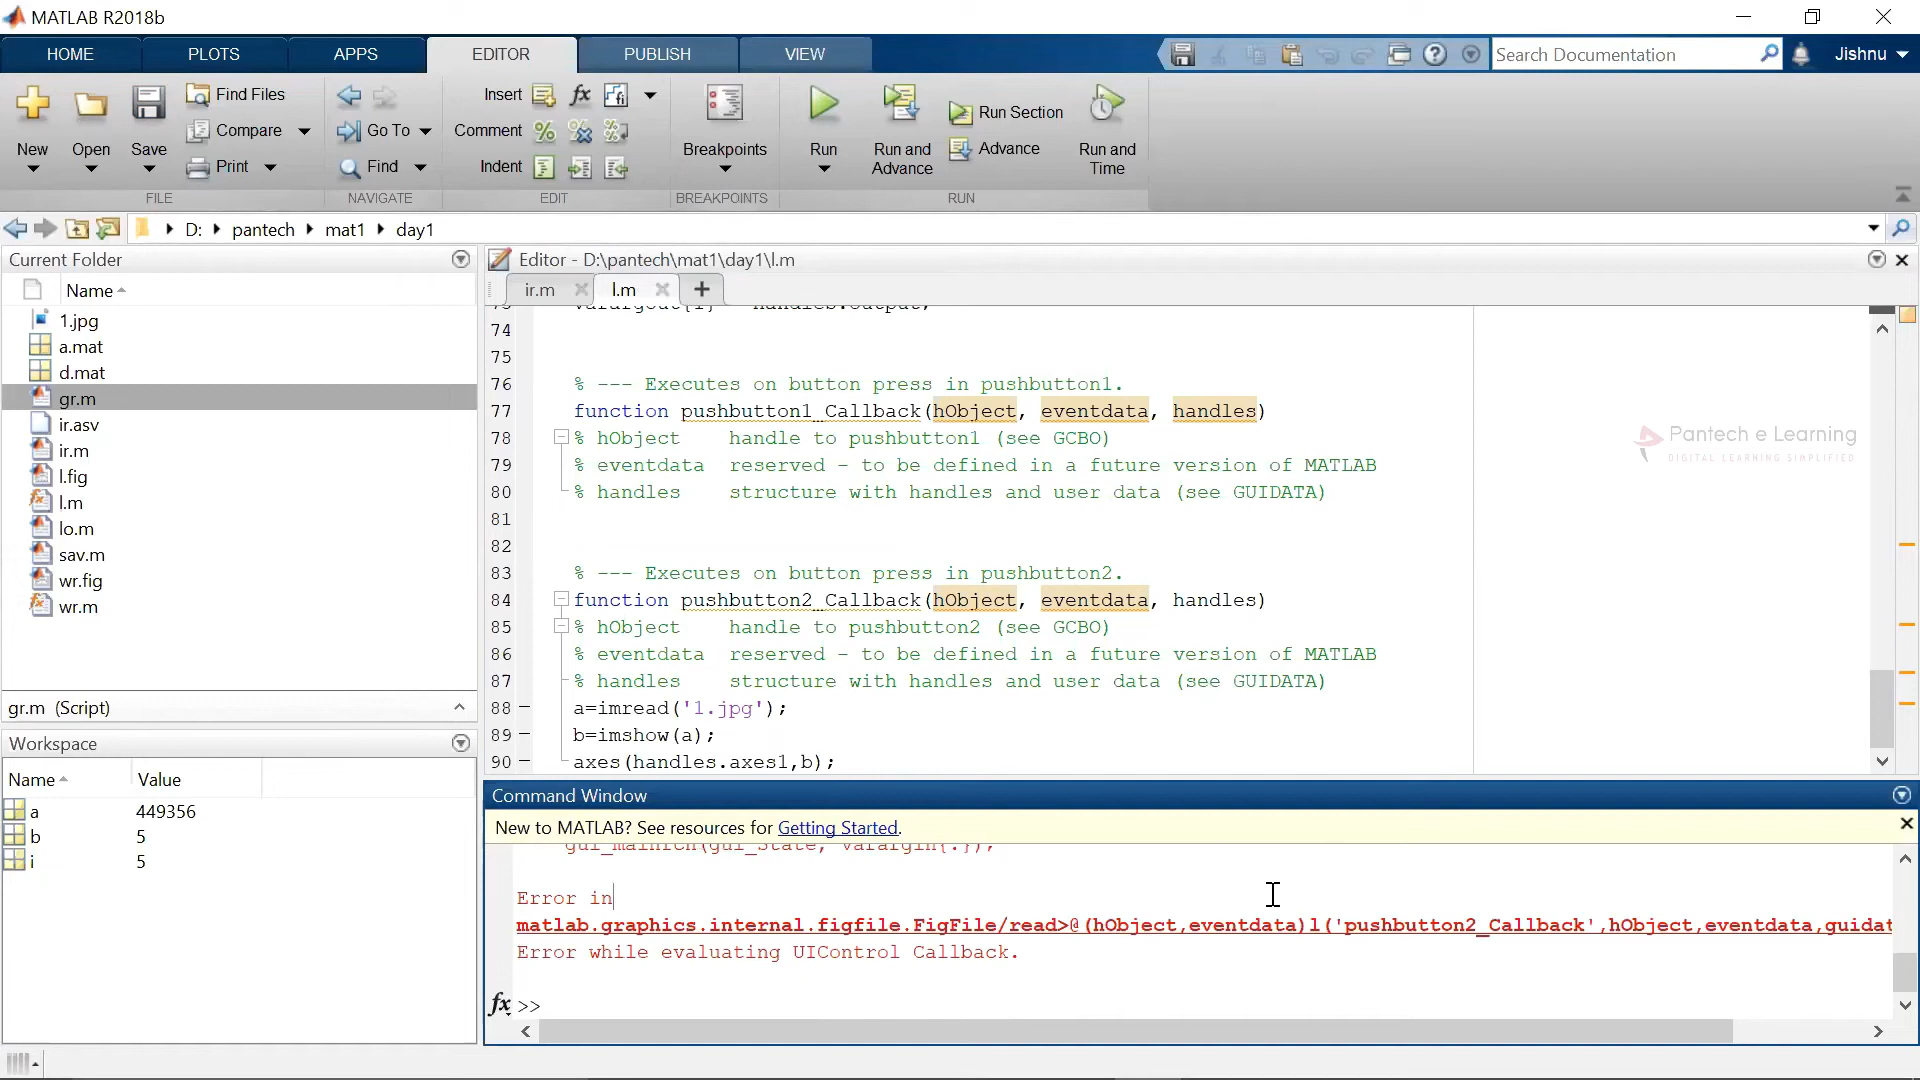 MATLAB R2018b
HOME
PLOTS
APPS
EDITOR
PUBLISH
VIEW
Search Documentation
Jishnu
New
Open
Save
Find Files
Compare
Print
FILE
Go To
Find
NAVIGATE
Insert
fx
Comment
Indent
EDIT
Breakpoints
BREAKPOINTS
Run
Run and
Advance
Run Section
Advance
Run and
Time
RUN
D:
pantech
mat1
day1
Current Folder
Name
1.jpg
a.mat
d.mat
gr.m
ir.asv
ir.m
l.fig
l.m
lo.m
sav.m
wr.fig
wr.m
gr.m (Script)
Workspace
Name
Value
a 449356
b 5
i 5
Editor - D:\pantech\mat1\day1\l.m
ir.m
l.m
74
75
76 % --- Executes on button press in pushbutton1.
77 function pushbutton1_Callback(hObject, eventdata, handles)
78 % hObject    handle to pushbutton1 (see GCBO)
79 % eventdata  reserved - to be defined in a future version of MATLAB
80 % handles    structure with handles and user data (see GUIDATA)
81
82
83 % --- Executes on button press in pushbutton2.
84 function pushbutton2_Callback(hObject, eventdata, handles)
85 % hObject    handle to pushbutton2 (see GCBO)
86 % eventdata  reserved - to be defined in a future version of MATLAB
87 % handles    structure with handles and user data (see GUIDATA)
88 a=imread('1.jpg');
89 b=imshow(a);
90 axes(handles.axes1,b);
Pantech e Learning
DIGITAL LEARNING SIMPLIFIED
Command Window
New to MATLAB? See resources for Getting Started.
gui_mainfcn(gui_State, varargin{:});
Error in
matlab.graphics.internal.figfile.FigFile/read>@(hObject,eventdata)l('pushbutton2_Callback',hObject,eventdata,guidat
Error while evaluating UIControl Callback.
fx >>